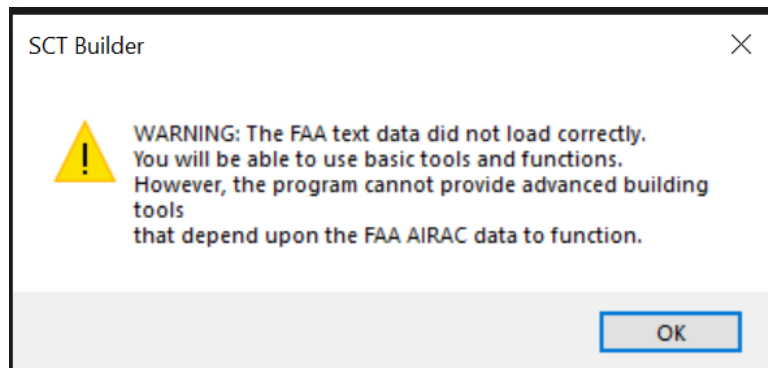 SCT Builder
WARNING: The FAA text data did not load correctly.
You will be able to use basic tools and functions.
However, the program cannot provide advanced building
tools
that depend upon the FAA AIRAC data to function.
OK